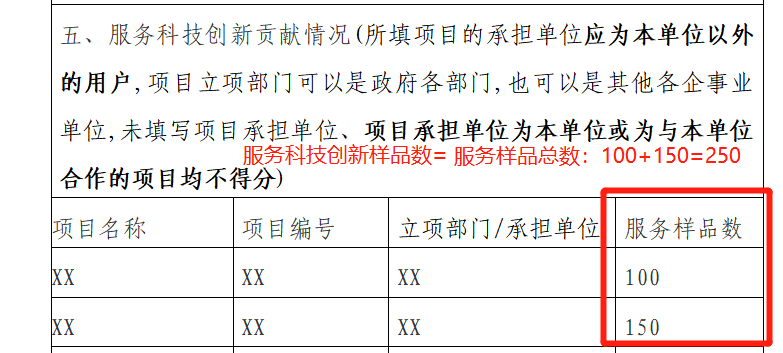 五、服务科技创新贡献情况(所填项目的承担单位应为本单位以外
的用户,项目立项部门可以是政府各部门,也可以是其他各企事业
单位,未填写项目承担单位、项目承担单位为本单位或为与本单位
服务科技创新样品数= 服务样品总数：100+150=250
合作的项目均不得分)
项目名称 项目编号 立项部门/承担单位 服务样品数
XX XX XX 100
XX XX XX 150